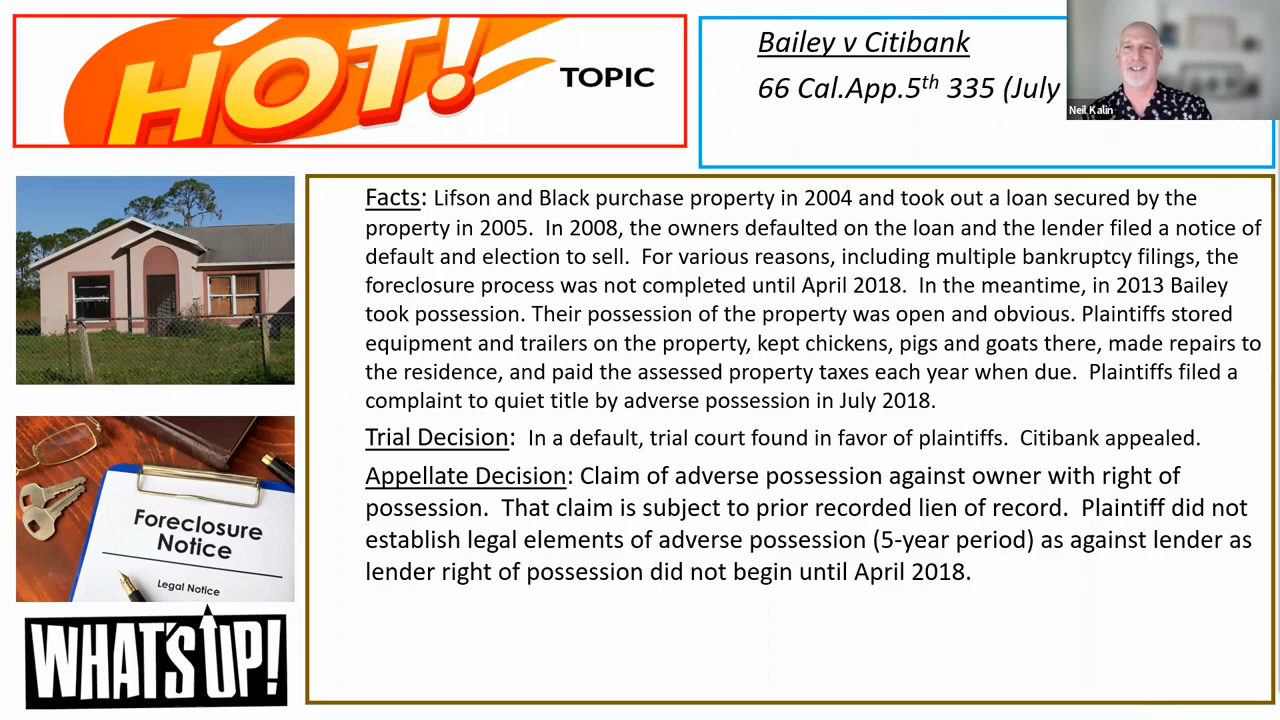 HOT!
TOPIC
Bailey v Citibank
66 Cal.App.5th 335 (July
Neil Kalin
Facts: Lifson and Black purchase property in 2004 and took out a loan secured by the
property in 2005.  In 2008, the owners defaulted on the loan and the lender filed a notice of
default and election to sell.  For various reasons, including multiple bankruptcy filings, the
foreclosure process was not completed until April 2018.  In the meantime, in 2013 Bailey
took possession. Their possession of the property was open and obvious. Plaintiffs stored
equipment and trailers on the property, kept chickens, pigs and goats there, made repairs to
the residence, and paid the assessed property taxes each year when due.  Plaintiffs filed a
complaint to quiet title by adverse possession in July 2018.
Trial Decision:  In a default, trial court found in favor of plaintiffs.  Citibank appealed.
Appellate Decision: Claim of adverse possession against owner with right of
possession.  That claim is subject to prior recorded lien of record.  Plaintiff did not
establish legal elements of adverse possession (5-year period) as against lender as
lender right of possession did not begin until April 2018.
Foreclosure
Notice
Legal Notice
WHAT'S UP!